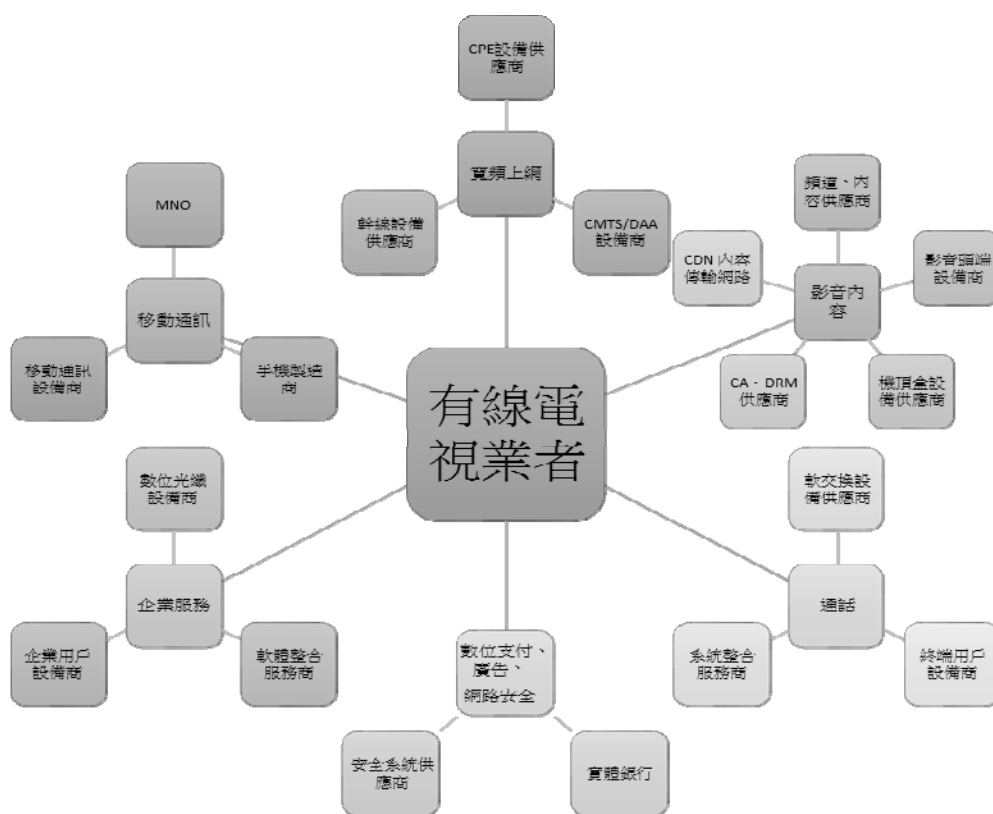 CPE設備供
應商
寬頻上網
幹線設備
供應商
CMTS/DAA
設備商
頻道、內
容供應商
CDN 內容
傳輸網路
影音頭端
設備商
影音內
容
CA、DRM
供應商
機頂盒設
備供應商
MNO
移動通訊
移動通訊
設備商
手機製造
商
有線電
視業者
數位光纖
設備商
企業服務
企業用戶
設備商
軟體整合
服務商
數位支付、
廣告、
網路安全
安全系統供
應商
實體銀行
軟交換設
備供應商
通話
系統整合
服務商
終端用戶
設備商